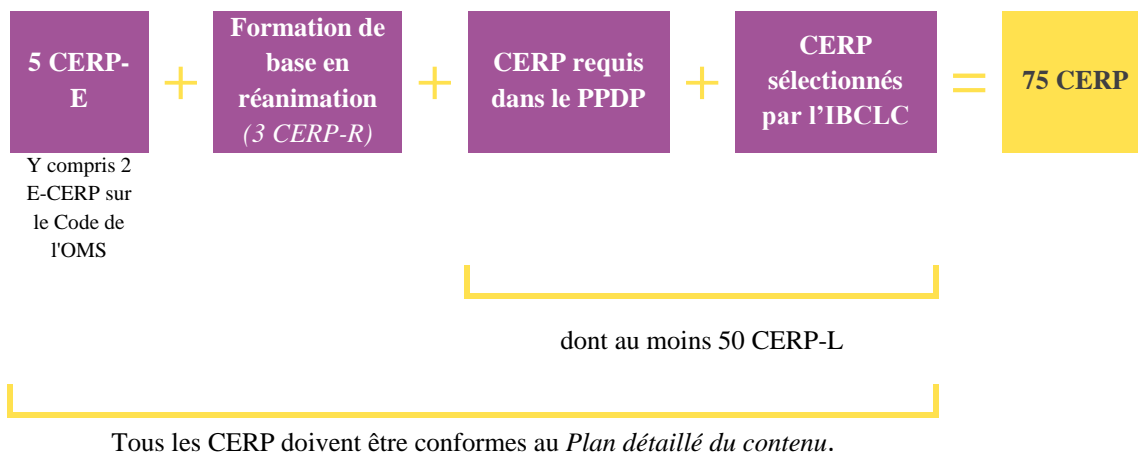 5 CERP-
E
Y compris 2
E-CERP sur
le Code de
l'OMS
+
Formation de
base en
réanimation
(3 CERP-R)
+
CERP requis
dans le PPDP
+
CERP
sélectionnés
par l’IBCLC
=
75 CERP
dont au moins 50 CERP-L
Tous les CERP doivent être conformes au Plan détaillé du contenu.